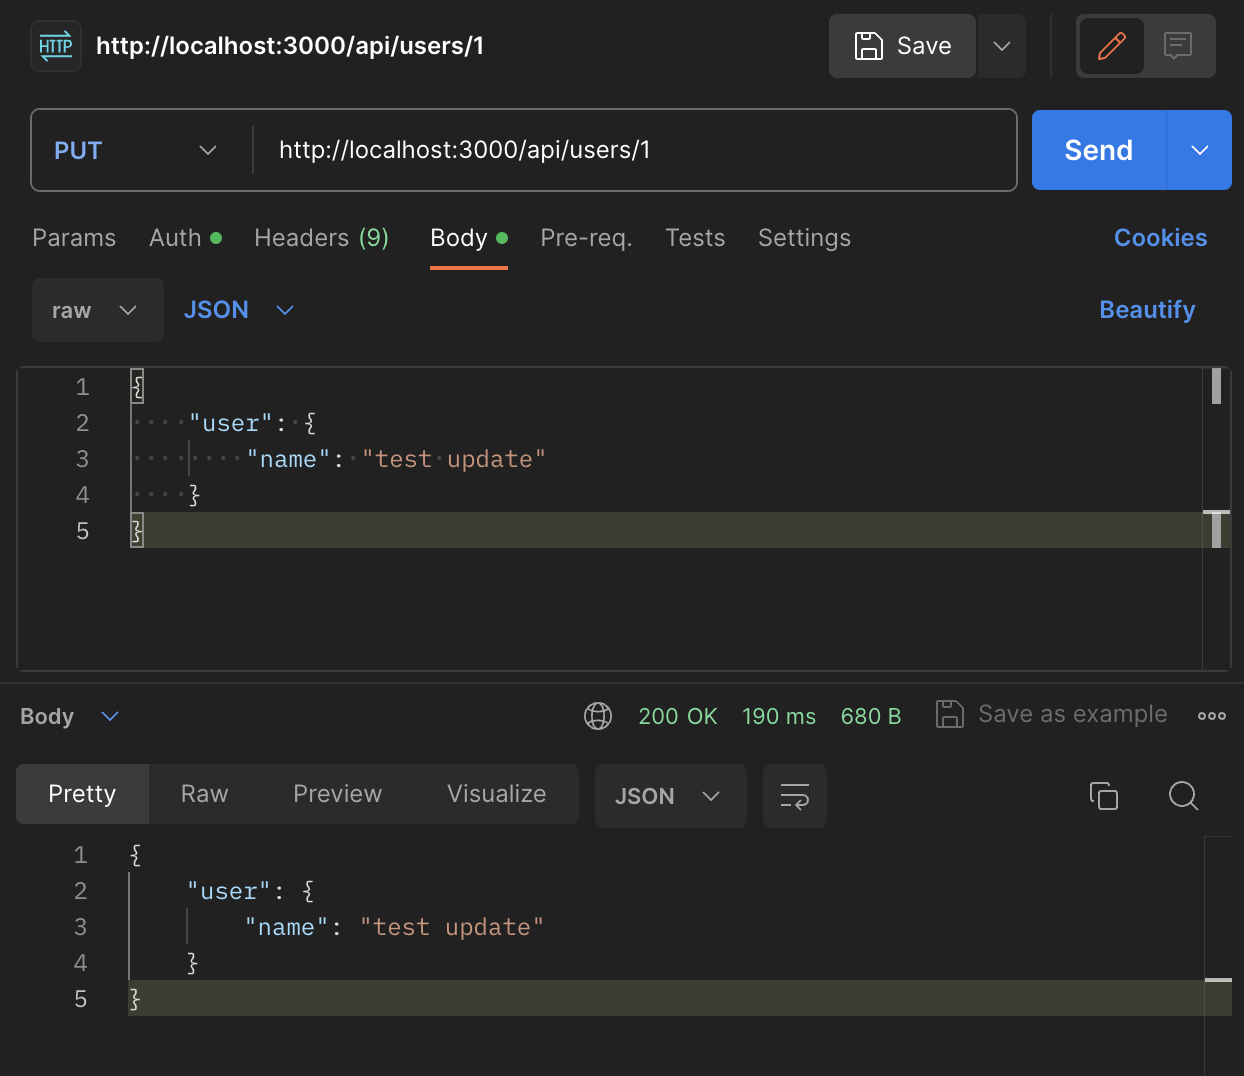 HTTP http://localhost:3000/api/users/1 Save
PUT http://localhost:3000/api/users/1 Send
Params Auth Headers (9) Body Pre-req. Tests Settings Cookies
raw JSON Beautify
1 {
2 "user": {
3 "name": "test update"
4 }
5 }
Body 200 OK 190 ms 680 B Save as example
Pretty Raw Preview Visualize JSON
1 {
2 "user": {
3 "name": "test update"
4 }
5 }